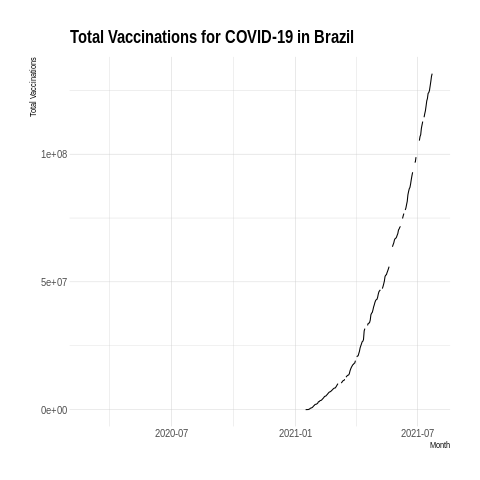 Total Vaccinations for COVID-19 in Brazil
Total Vaccinations
1e+08
5e+07
0e+00
2020-07
2021-01
2021-07
Month